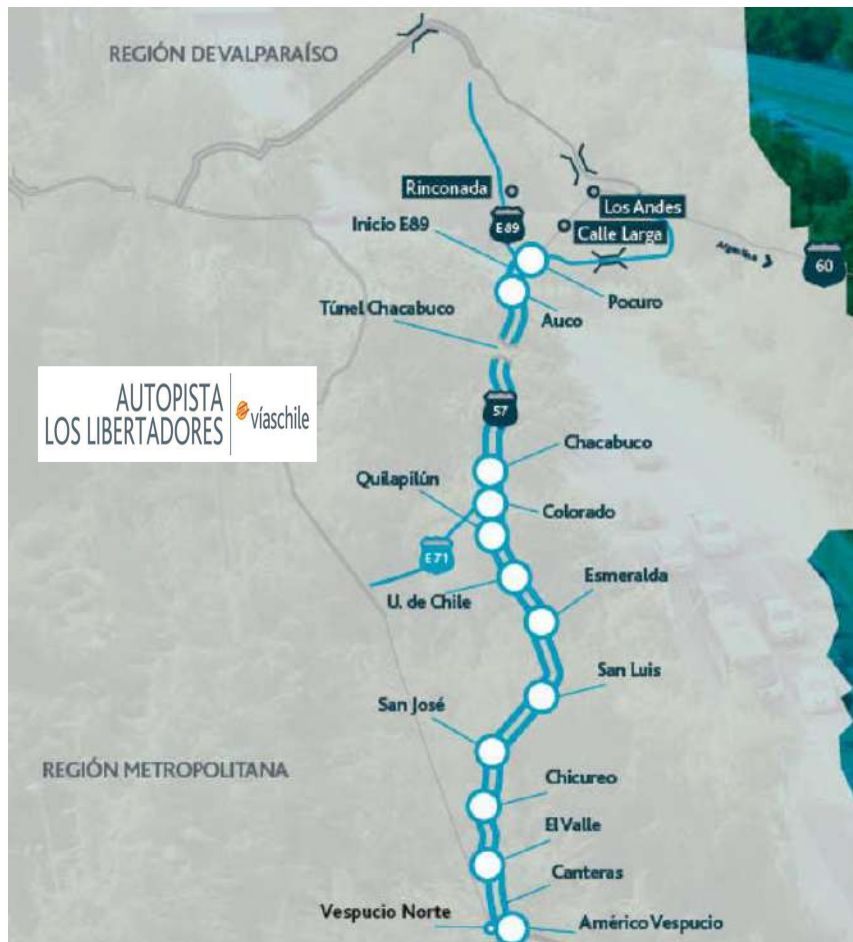 REGIÓN DE VALPARAÍSO
Rinconada
Los Andes
Inicio E89
E89
Calle Larga
Argentina
60
Túnel Chacabuco
Auco
Pocuro
AUTOPISTA
LOS LIBERTADORES
víaschile
57
Chacabuco
Quilapilún
Colorado
E71
U. de Chile
Esmeralda
San Luis
San José
REGIÓN METROPOLITANA
Chicureo
El Valle
Canteras
Vespucio Norte
Américo Vespucio